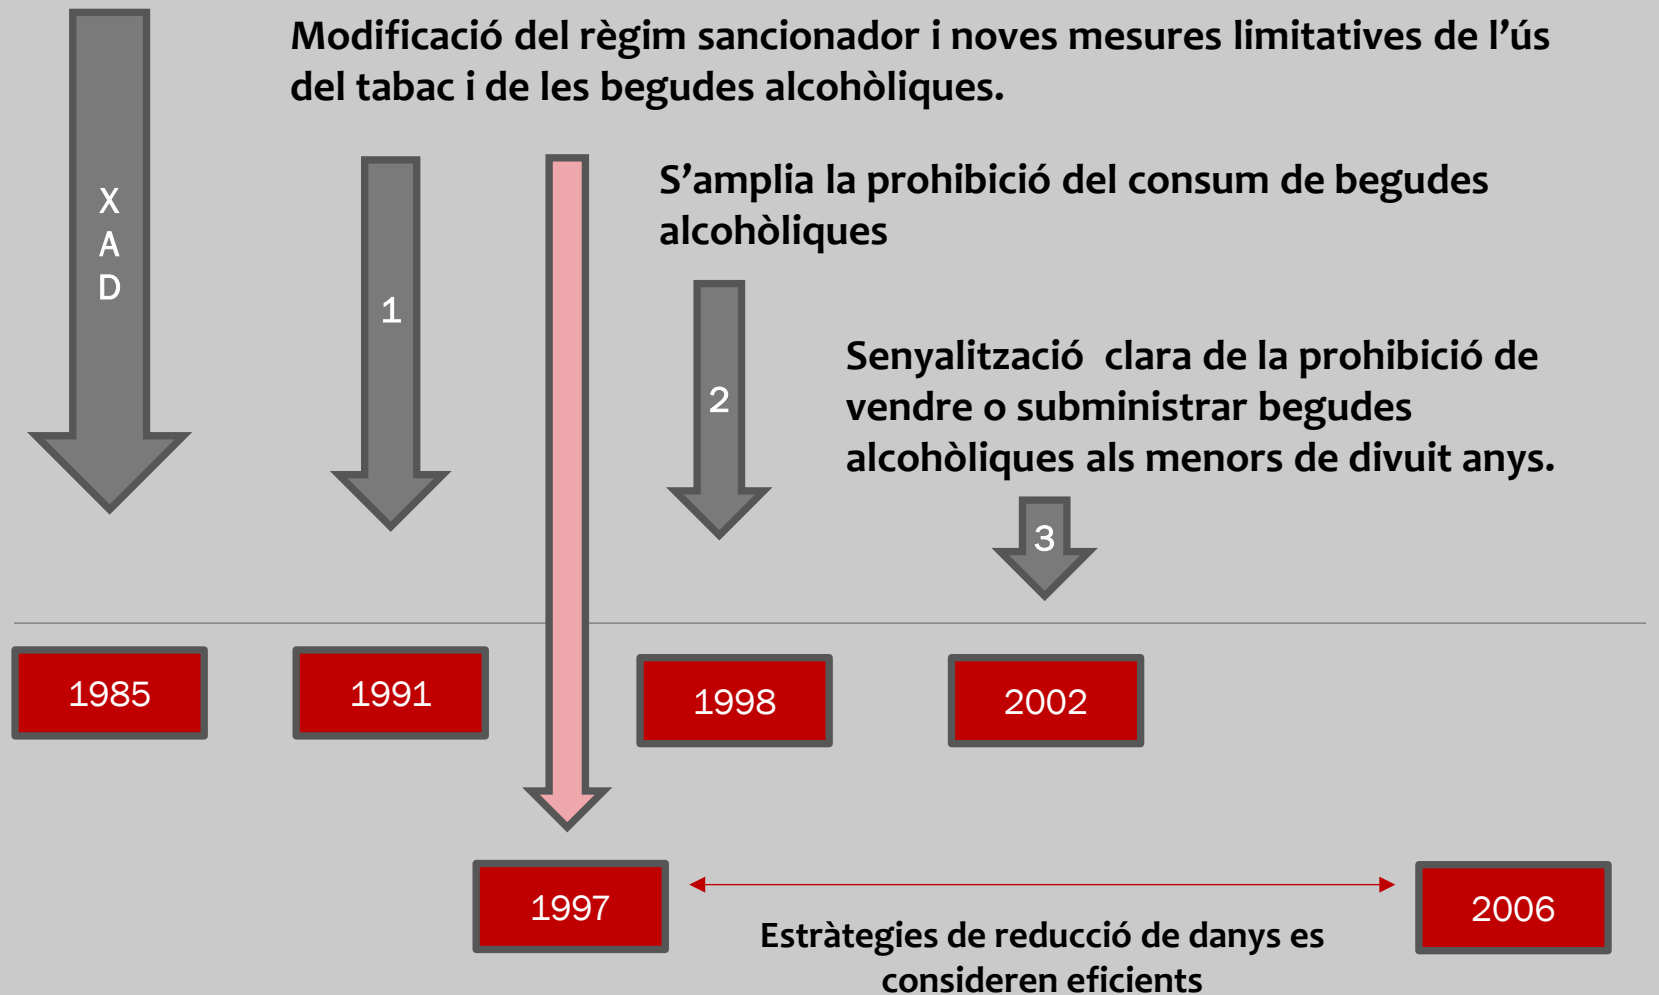 Modificació del règim sancionador i noves mesures limitatives de l’ús
del tabac i de les begudes alcohòliques.
X
A
D
1
S’amplia la prohibició del consum de begudes
alcohòliques
2
Senyalització  clara de la prohibició de
vendre o subministrar begudes
alcohòliques als menors de divuit anys.
3
1985
1991
1998
2002
1997
2006
Estràtegies de reducció de danys es
consideren eficients